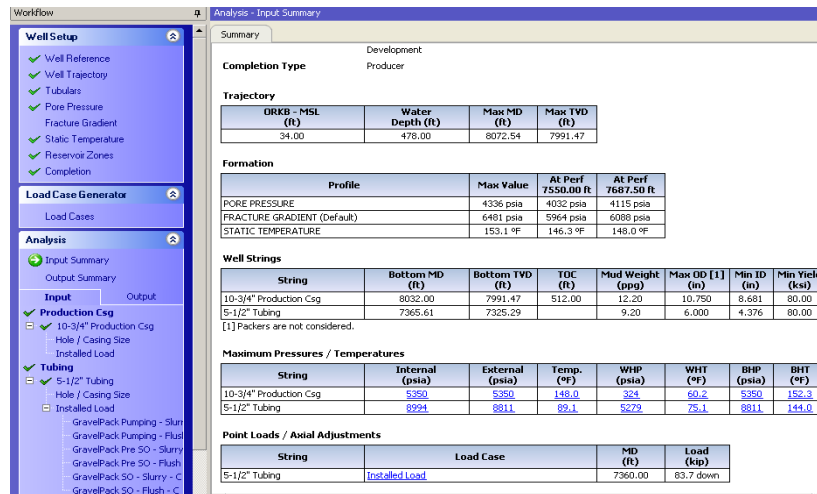 Workflow
Well Setup
Well Reference
Well Trajectory
Tubulars
Pore Pressure
Fracture Gradient
Static Temperature
Reservoir Zones
Completion
Load Case Generator
Load Cases
Analysis
Input Summary
Output Summary
Input Output
Production Csg
10-3/4" Production Csg
Hole / Casing Size
Installed Load
Tubing
5-1/2" Tubing
Hole / Casing Size
Installed Load
GravelPack Pumping - Slurr
GravelPack Pumping - Flus
GravelPack Pre SO - Slurry
GravelPack Pre SO - Flush
GravelPack SO - Slurry - C
GravelPack SO - Flush - C
Analysis - Input Summary
Summary
Development
Completion Type Producer
Trajectory
ORKB - MSL (ft) Water Depth (ft) Max MD (ft) Max TVD (ft)
34.00 478.00 8072.54 7991.47
Formation
Profile Max Value At Perf 7550.00 ft At Perf 7687.50 ft
PORE PRESSURE 4336 psia 4032 psia 4115 psia
FRACTURE GRADIENT (Default) 6481 psia 5964 psia 6088 psia
STATIC TEMPERATURE 153.1 °F 146.3 °F 148.0 °F
Well Strings
String Bottom MD (ft) Bottom TVD (ft) TOC (ft) Mud Weight (ppg) Max OD [1] (in) Min ID (in) Min Yiel (ksi)
10-3/4" Production Csg 8032.00 7991.47 512.00 12.20 10.750 8.681 80.00
5-1/2" Tubing 7365.61 7325.29 9.20 6.000 4.376 80.00
[1] Packers are not considered.
Maximum Pressures / Temperatures
String Internal (psia) External (psia) Temp. (°F) WHP (psia) WHT (°F) BHP (psia) BHT (°F)
10-3/4" Production Csg 5350 5350 148.0 324 60.2 5350 152.3
5-1/2" Tubing 8994 8811 89.1 5279 75.1 8811 144.0
Point Loads / Axial Adjustments
String Load Case MD (ft) Load (kip)
5-1/2" Tubing Installed Load 7360.00 83.7 down